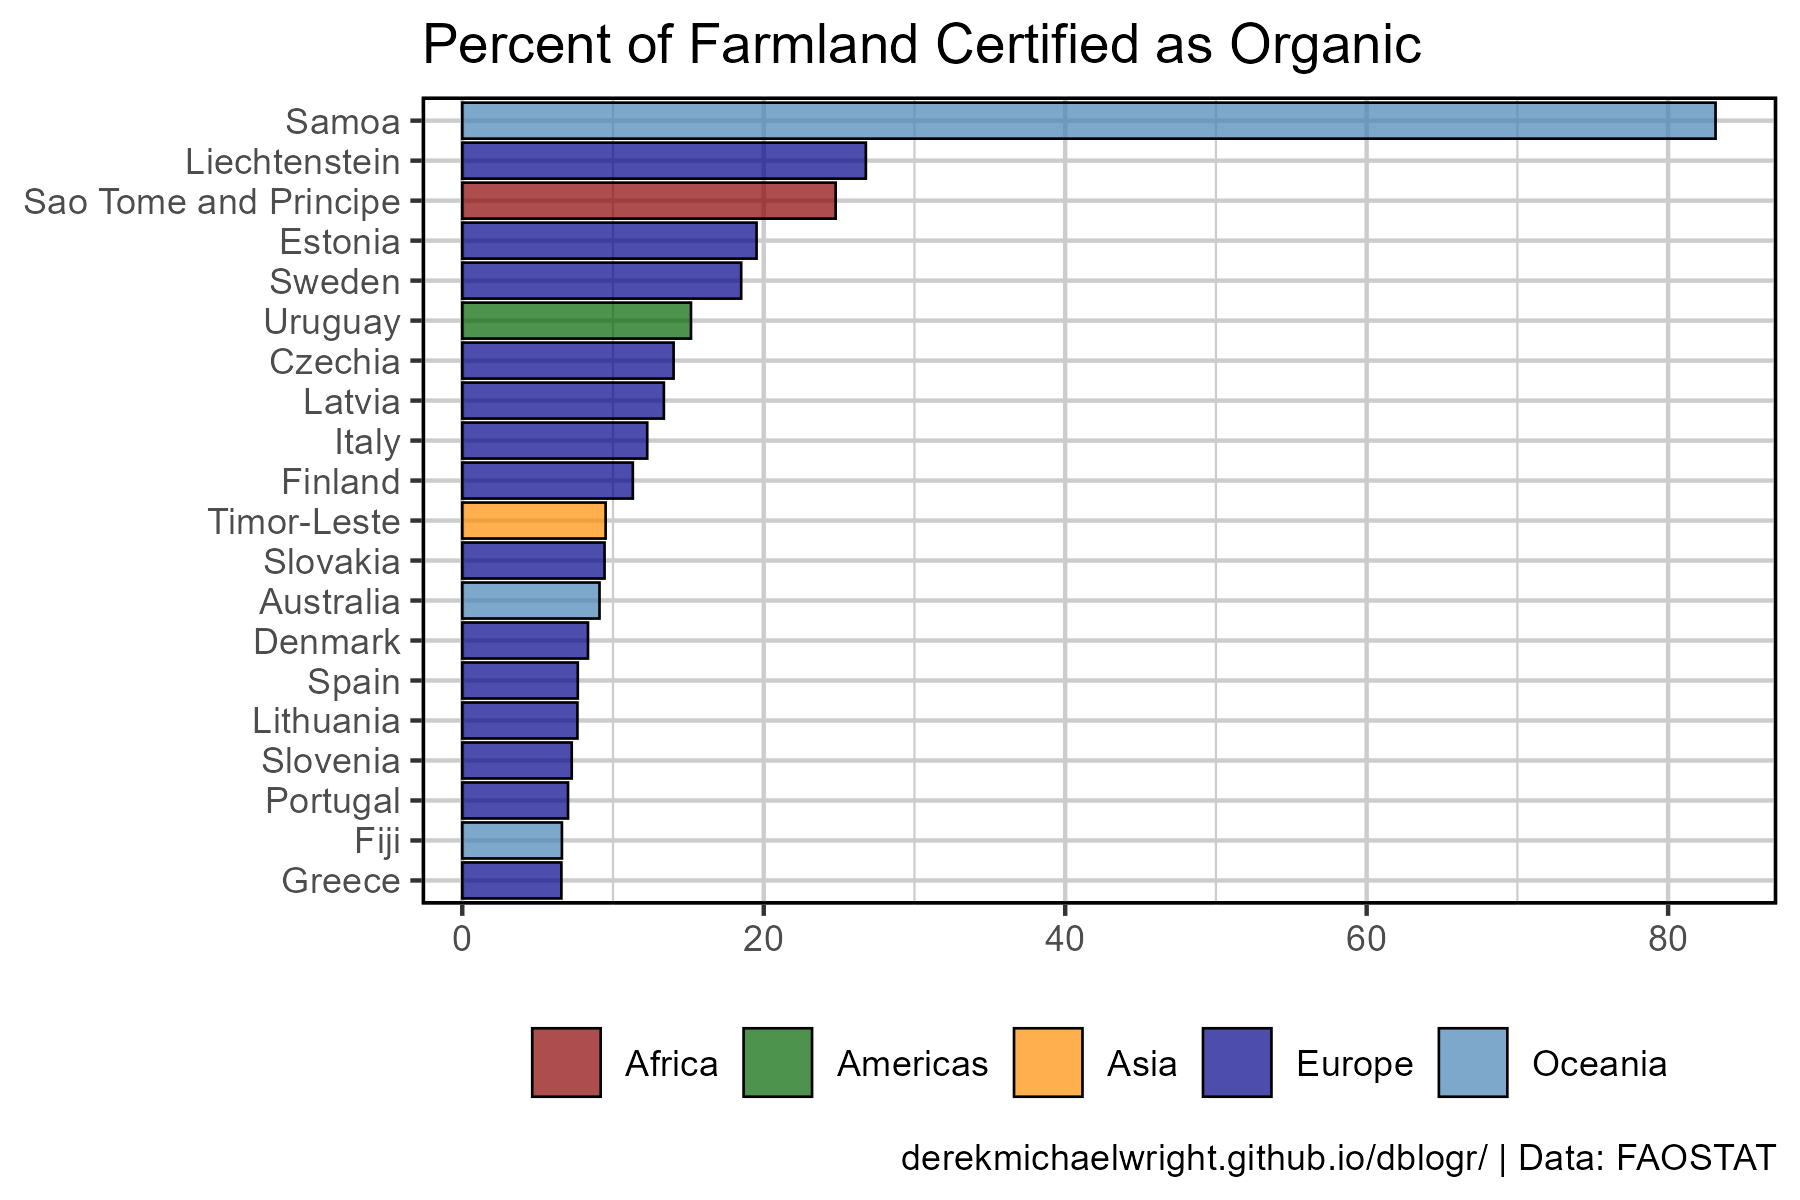 Percent of Farmland Certified as Organic
Samoa
Liechtenstein
Sao Tome and Principe
Estonia
Sweden
Uruguay
Czechia
Latvia
Italy
Finland
Timor-Leste
Slovakia
Australia
Denmark
Spain
Lithuania
Slovenia
Portugal
Fiji
Greece
0 20 40 60 80
Africa Americas Asia Europe Oceania
derekmichaelwright.github.io/dblogr/ | Data: FAOSTAT